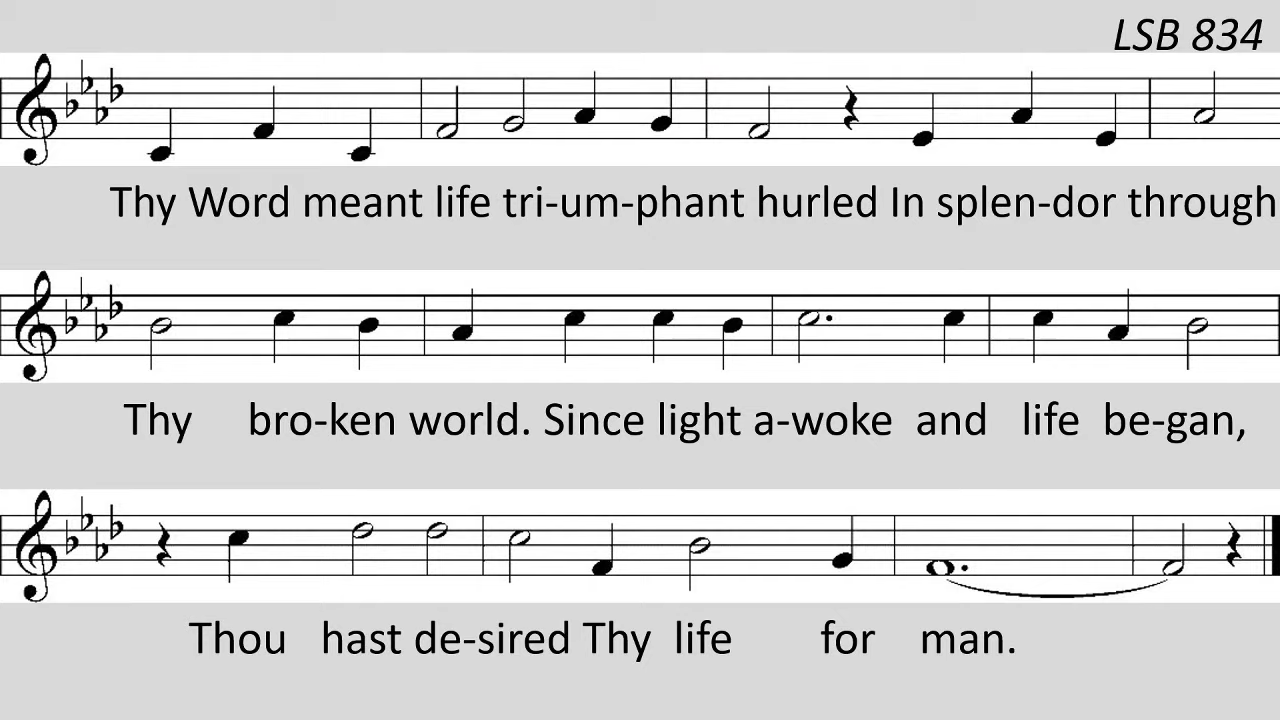 LSB 834
Thy Word meant life tri-um-phant hurled In splen-dor through
Thy bro-ken world. Since light a-woke and life be-gan,
Thou hast de-sired Thy life for man.